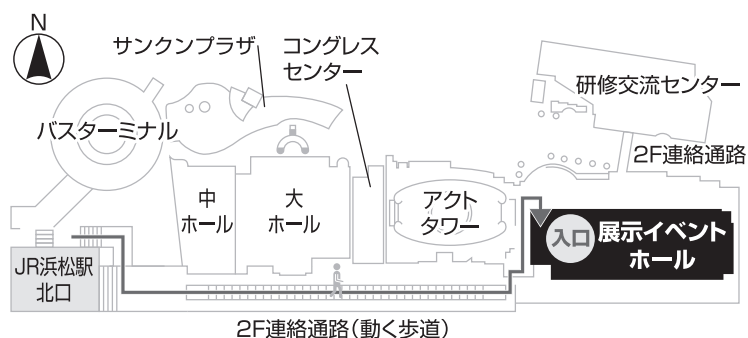 N
サンクンプラザ
コングレス
センター
研修交流センター
バスターミナル
2F連絡通路
中
ホール
大
ホール
アクト
タワー
入口
展示イベント
ホール
JR浜松駅
北口
2F連絡通路(動く歩道)